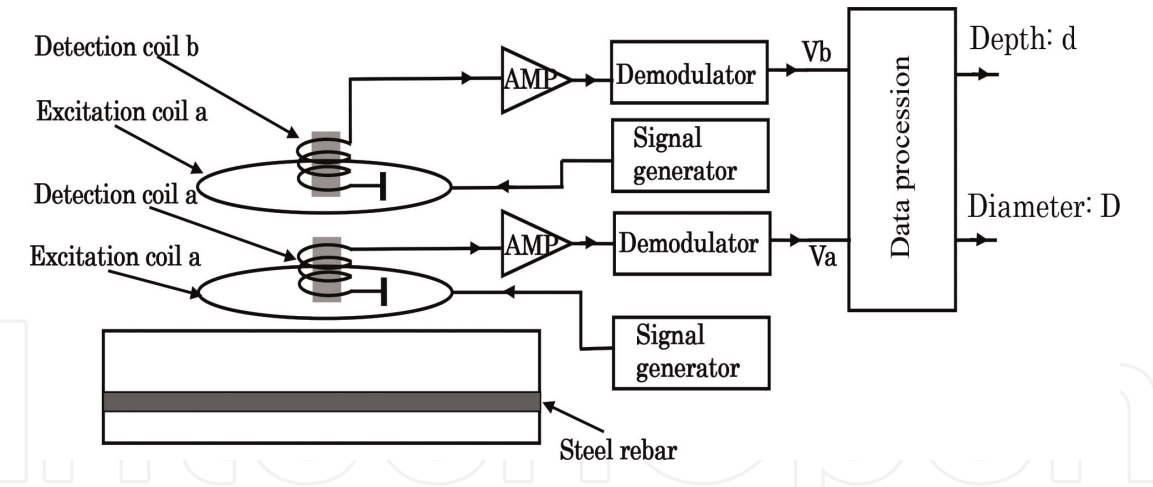 Detection coil b
Excitation coil a
Detection coil a
Excitation coil a
AMP
Demodulator
Vb
Signal
generator
AMP
Demodulator
Va
Signal
generator
Data procession
Depth: d
Diameter: D
Steel rebar